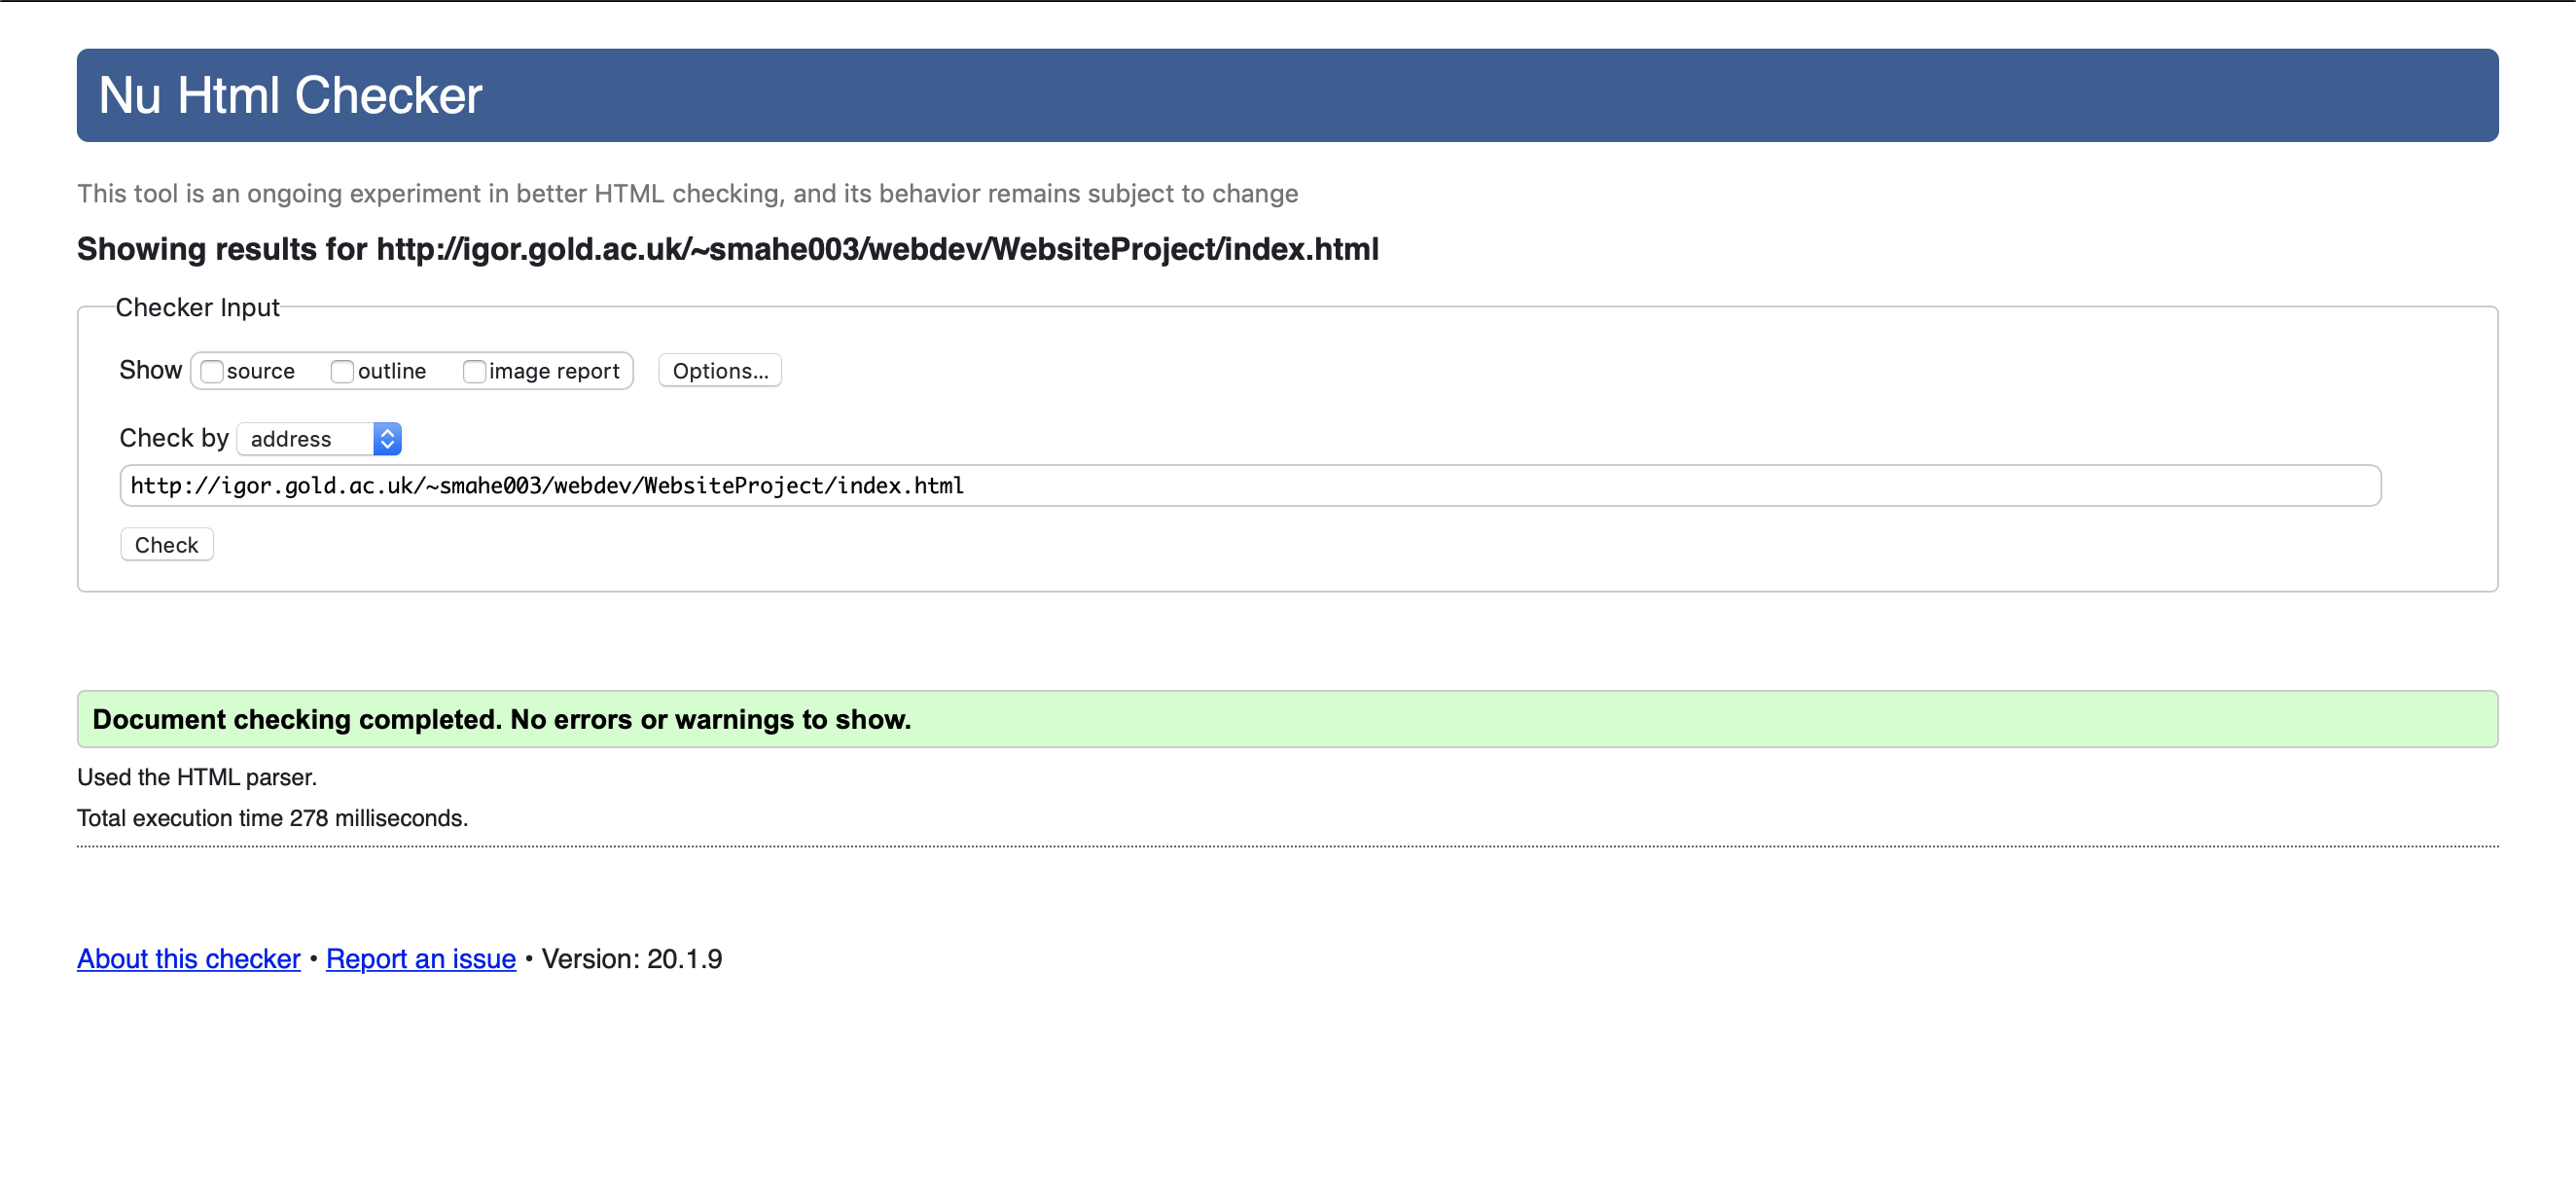 Nu Html Checker
This tool is an ongoing experiment in better HTML checking, and its behavior remains subject to change
Showing results for http://igor.gold.ac.uk/~smahe003/webdev/WebsiteProject/index.html
Checker Input
Show source outline image report Options...
Check by address
http://igor.gold.ac.uk/~smahe003/webdev/WebsiteProject/index.html
Check
Document checking completed. No errors or warnings to show.
Used the HTML parser.
Total execution time 278 milliseconds.
About this checker • Report an issue • Version: 20.1.9